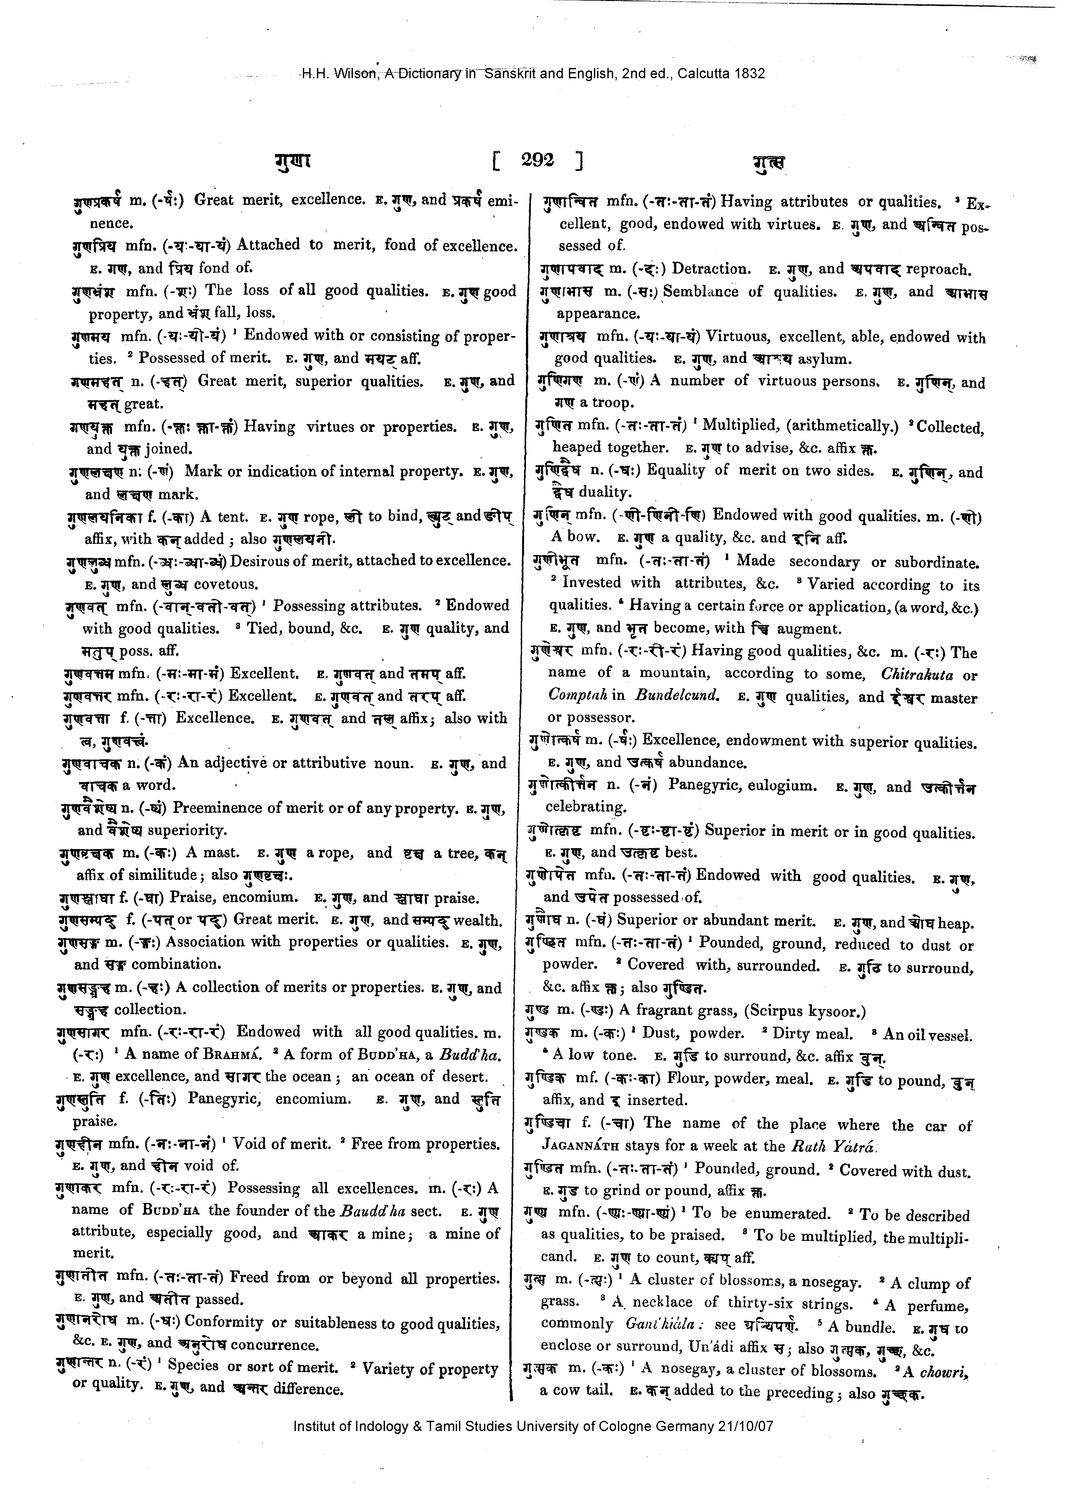 H.H. Wilson, A Dictionary in Sanskrit and English, 2nd ed., Calcutta 1832
गुणा [ 292 ] गुत्स
गुणप्रकर्ष m. (-र्षः) Great merit, excellence. E. गुण, and प्रकर्ष emi-
nence.
गुणप्रिय mfn. (-यः-या-यं) Attached to merit, fond of excellence.
E. गण, and प्रिय fond of.
गुणभंश mfn. (-शः) The loss of all good qualities. E. गुण good
property, and भंश fall, loss.
गुणमय mfn. (-यः-यी-यं) ¹ Endowed with or consisting of proper-
ties. ² Possessed of merit. E. गुण, and मयट् aff.
गणमहत् n. (-हत्) Great merit, superior qualities. E. गुण, and
महत् great.
गणयुक्त mfn. (-क्तः क्ता-क्तं) Having virtues or properties. E. गुण,
and युक्त joined.
गुणलक्षण n. (-णं) Mark or indication of internal property. E. गुण,
and लक्षण mark.
गुणलयनिका f. (-का) A tent. E. गुण rope, ली to bind, ल्युट् and ङीप्
affix, with कन् added ; also गुणलयनी.
गुणलुब्ध mfn. (-ब्धः-ब्धा-ब्धं) Desirous of merit, attached to excellence.
E. गुण, and लुब्ध covetous.
गुणवत् mfn. (-वान्-वती-वत्) ¹ Possessing attributes. ² Endowed
with good qualities. ³ Tied, bound, &c. E. गुण quality, and
मतुप् poss. aff.
गुणवत्तम mfn. (-मः-मा-मं) Excellent. E. गुणवत् and तमप् aff.
गुणवत्तर mfn. (-रः-रा-रं) Excellent. E. गुणवत् and तरप् aff.
गुणवत्ता f. (-त्ता) Excellence. E. गुणवत् and तल् affix; also with
त्व, गुणवत्त्वं.
गुणवाचक n. (-कं) An adjective or attributive noun. E. गुण, and
वाचक a word.
गुणवैशेष्य n. (-ष्यं) Preeminence of merit or of any property. E. गुण,
and वैशेष्य superiority.
गुणवृक्षक m. (-कः) A mast. E. गुण a rope, and वृक्ष a tree, कन्
affix of similitude; also गुणवृक्षः.
गुणश्लाघा f. (-घा) Praise, encomium. E. गुण, and श्लाघा praise.
गुणसम्पद् f. (-पत् or पद्) Great merit. E. गुण, and सम्पद् wealth.
गुणसङ्ग m. (-ङ्गः) Association with properties or qualities. E. गुण,
and सङ्ग combination.
गुणसङ्ग्रह m. (-हः) A collection of merits or properties. E. गुण, and
सङ्ग्रह collection.
गुणसागर mfn. (-रः-रा-रं) Endowed with all good qualities. m.
(-रः) ¹ A name of BRAHMÁ. ² A form of BUDD'HA, a Budd'ha.
E. गुण excellence, and सागर the ocean ; an ocean of desert.
गुणस्तुति f. (-तिः) Panegyric, encomium. E. गुण, and स्तुति
praise.
गुणहीन mfn. (-नः-ना-नं) ¹ Void of merit. ² Free from properties.
E. गुण, and हीन void of.
गुणाकर mfn. (-रः-रा-रं) Possessing all excellences. m. (-रः) A
name of BUDD'HA the founder of the Baudd'ha sect. E. गुण
attribute, especially good, and आकर a mine; a mine of
merit.
गुणातीत mfn. (-तः-ता-तं) Freed from or beyond all properties.
E. गुण, and अतीत passed.
गुणानरोध m. (-धः) Conformity or suitableness to good qualities,
&c. E. गुण, and अनुरोध concurrence.
गुणान्तर n. (-रं) ¹ Species or sort of merit. ² Variety of property
or quality. E. गुण, and अन्तर difference.
गुणान्वित mfn. (-तः-ता-तं) Having attributes or qualities. ² Ex-
cellent, good, endowed with virtues. E. गुण, and अन्वित pos-
sessed of.
गुणापवाद m. (-दः) Detraction. E. गुण, and अपवाद reproach.
गुणाभास m. (-सः) Semblance of qualities. E. गुण, and आभास
appearance.
गुणाश्रय mfn. (-यः-या-यं) Virtuous, excellent, able, endowed with
good qualities. E. गुण, and आश्रय asylum.
गुणिगण m. (-णं) A number of virtuous persons. E. गुणिन्, and
गण a troop.
गुणित mfn. (-तः-ता-तं) ¹ Multiplied, (arithmetically.) ² Collected,
heaped together. E. गुण to advise, &c. affix क्त.
गुणिद्वैध n. (-धः) Equality of merit on two sides. E. गुणिन्, and
द्वैध duality.
गुणिन् mfn. (-णी-णिनी-णि) Endowed with good qualities. m. (-णी)
A bow. E. गुण a quality, &c. and इनि aff.
गुणीभूत mfn. (-तः-ता-तं) ¹ Made secondary or subordinate.
² Invested with attributes, &c. ³ Varied according to its
qualities. ⁴ Having a certain force or application, (a word, &c.)
E. गुण, and भूत become, with च्वि augment.
गुणेश्वर mfn. (-रः-री-रं) Having good qualities, &c. m. (-रः) The
name of a mountain, according to some, Chitrakuta or
Comptah in Bundelcund. E. गुण qualities, and ईश्वर master
or possessor.
गुणोत्कर्ष m. (-र्षः) Excellence, endowment with superior qualities.
E. गुण, and उत्कर्ष abundance.
गुणोत्कीर्त्तन n. (-नं) Panegyric, eulogium. E. गुण, and उत्कीर्त्तन
celebrating.
गुणोत्कृष्ट mfn. (-ष्टः-ष्टा-ष्टं) Superior in merit or in good qualities.
E. गुण, and उत्कृष्ट best.
गुणोपेत mfn. (-तः-ता-तं) Endowed with good qualities. E. गुण,
and उपेत possessed of.
गुणौघ n. (-घं) Superior or abundant merit. E. गुण, and ओघ heap.
गुण्ठित mfn. (-तः-ता-तं) ¹ Pounded, ground, reduced to dust or
powder. ² Covered with, surrounded. E. गुठि to surround,
&c. affix क्त; also गुण्डित.
गुण्ड m. (-ण्डः) A fragrant grass, (Scirpus kysoor.)
गुण्डक m. (-कः) ¹ Dust, powder. ² Dirty meal. ³ An oil vessel.
⁴ A low tone. E. गुडि to surround, &c. affix वुन्.
गुण्डिक mf. (-कः-का) Flour, powder, meal. E. गुडि to pound, वुन्
affix, and इ inserted.
गुण्डिचा f. (-चा) The name of the place where the car of
JAGANNÁTH stays for a week at the Rath Yátrá.
गुण्डित mfn. (-तः-ता-तं) ¹ Pounded, ground. ² Covered with dust.
E. गुड to grind or pound, affix क्त.
गुण्य mfn. (-ण्यः-ण्या-ण्यं) ¹ To be enumerated. ² To be described
as qualities, to be praised. ³ To be multiplied, the multipli-
cand. E. गुण to count, क्यप् aff.
गुत्स m. (-त्सः) ¹ A cluster of blossoms, a nosegay. ² A clump of
grass. ³ A necklace of thirty-six strings. ⁴ A perfume,
commonly Gant'hiála : see ग्रन्थिपर्ण. ⁵ A bundle. E. गुध to
enclose or surround, Un'ádi affix स; also गुत्सक, गुच्छ, &c.
गुत्सक m. (-कः) ¹ A nosegay, a cluster of blossoms. ² A chowri,
a cow tail. E. कन् added to the preceding ; also गुच्छक.
Institut of Indology & Tamil Studies University of Cologne Germany 21/10/07